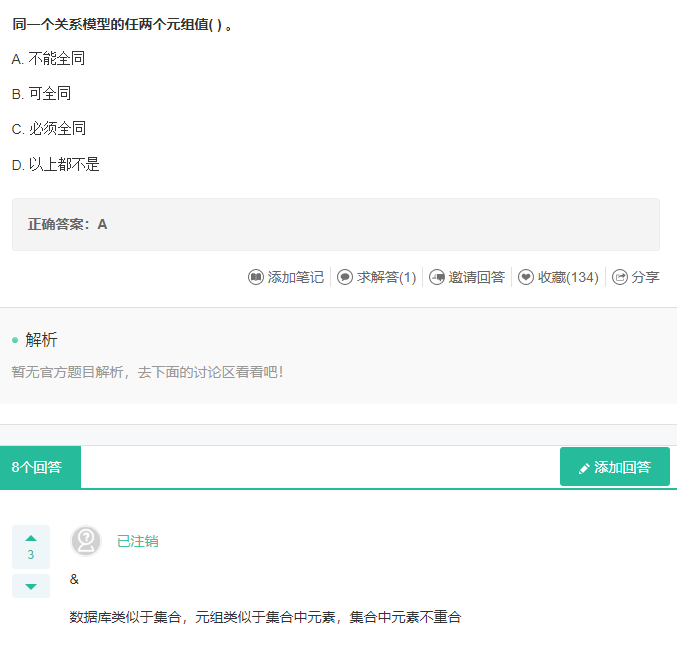 同一个关系模型的任两个元组值( ) 。
A. 不能全同
B. 可全同
C. 必须全同
D. 以上都不是
正确答案：A
添加笔记 求解答(1) 邀请回答 收藏(134) 分享
解析
暂无官方题目解析，去下面的讨论区看看吧！
8个回答 添加回答
已注销
3
&
数据库类似于集合，元组类似于集合中元素，集合中元素不重合